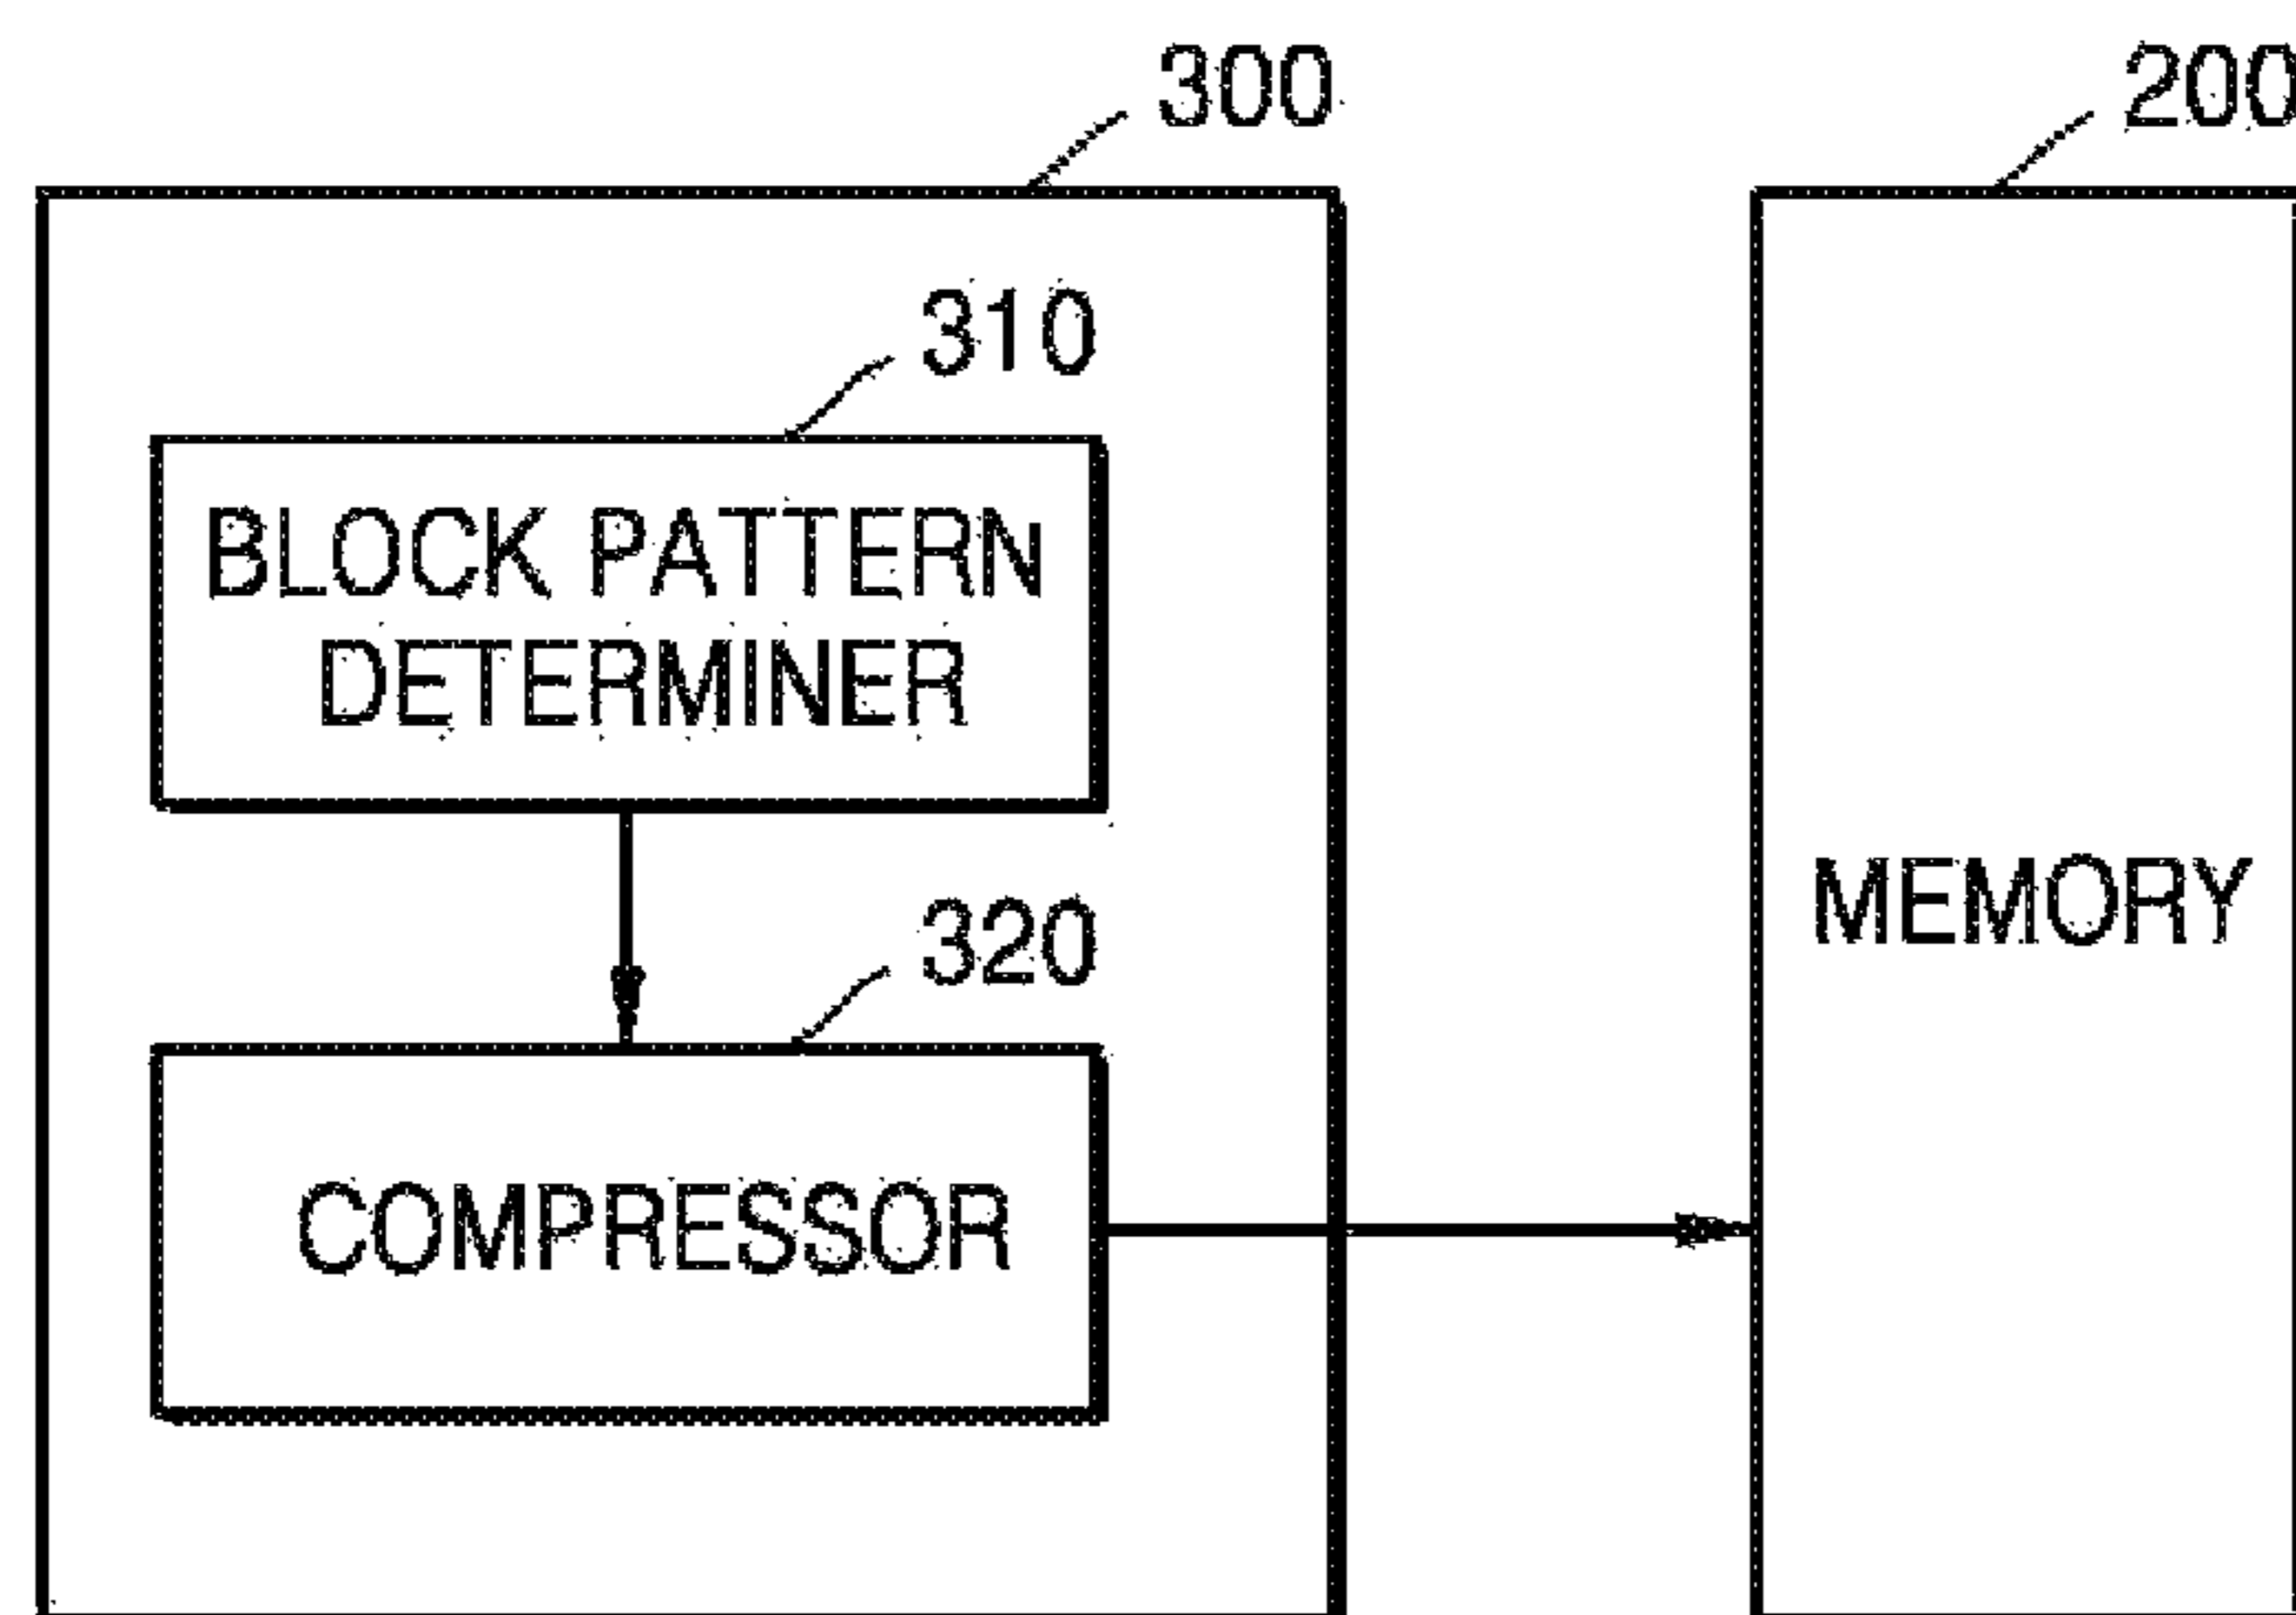 300
200
310
BLOCK PATTERN
DETERMINER
320
MEMORY
COMPRESSOR